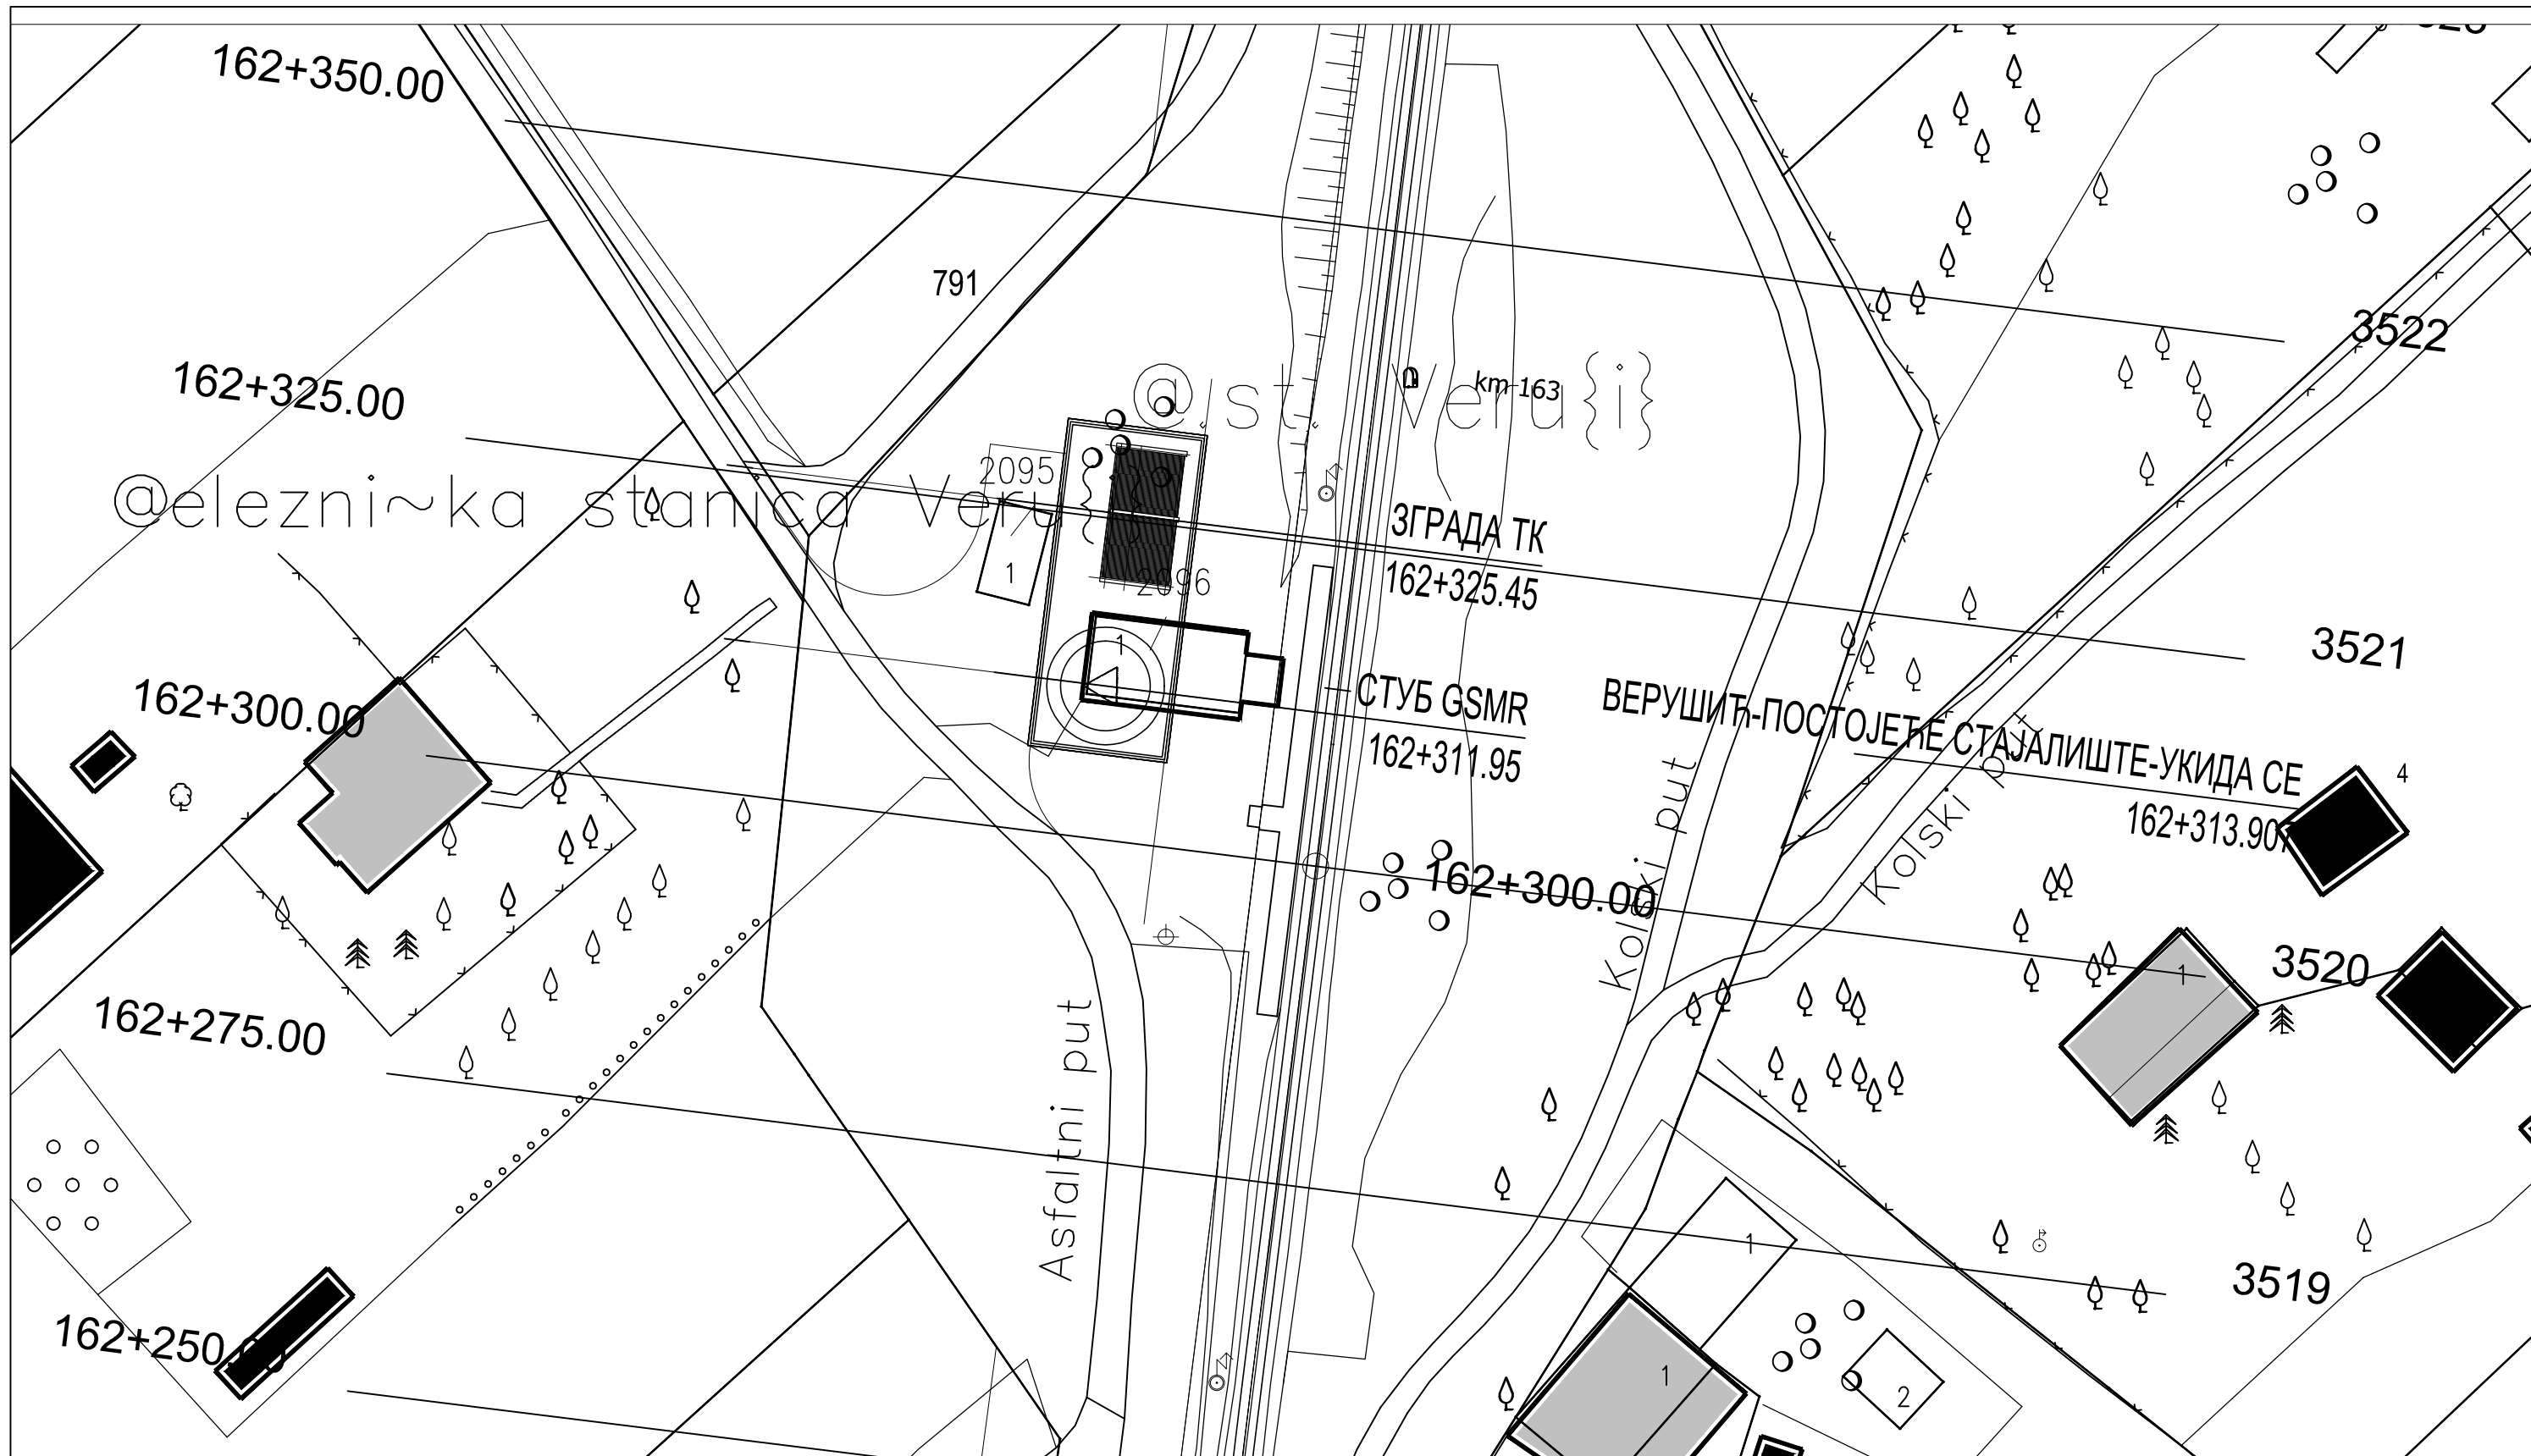 162+350.00
791
3522
162+325.00
@.st. Veru{i}
km 163
2095
@elezni~ka stanica Veru
ЗГРАДА ТК
162+325.45
1
2096
3521
1
162+300.00
СТУБ GSMR
162+311.95
ВЕРУШИЋ-ПОСТОЈЕЋЕ СТАЈАЛИШТЕ-УКИДА СЕ
162+313.907
4
Kolski put
Kolski put
162+300.00
3520
1
162+275.00
Asfaltni put
1
3519
162+250.00
1
2